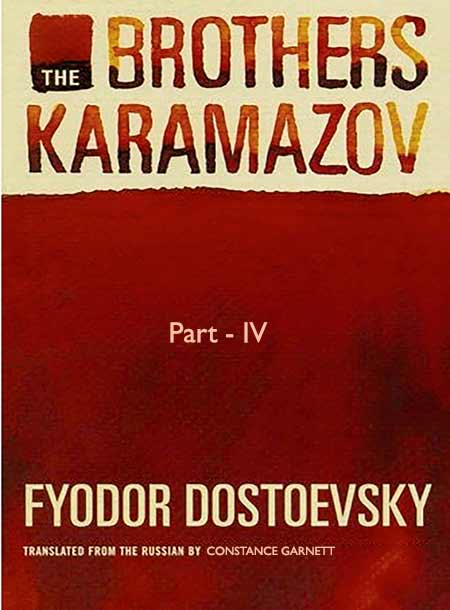 THE BROTHERS
KARAMAZOV
Part - IV
FYODOR DOSTOEVSKY
TRANSLATED FROM THE RUSSIAN BY CONSTANCE GARNETT